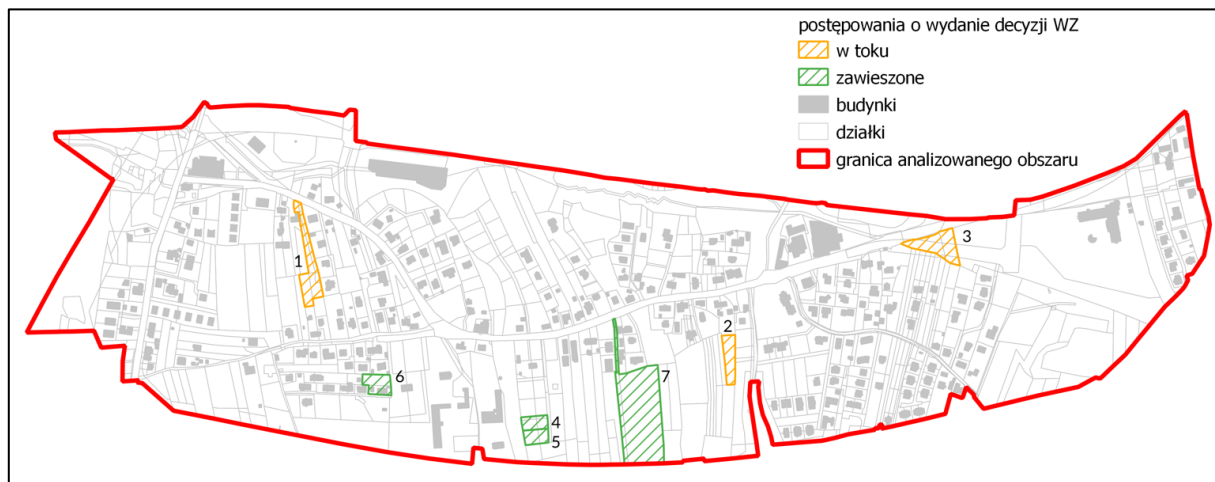 postępowania o wydanie decyzji WZ
w toku
zawieszone
budynki
działki
granica analizowanego obszaru
3
1
2
7
6
4
5